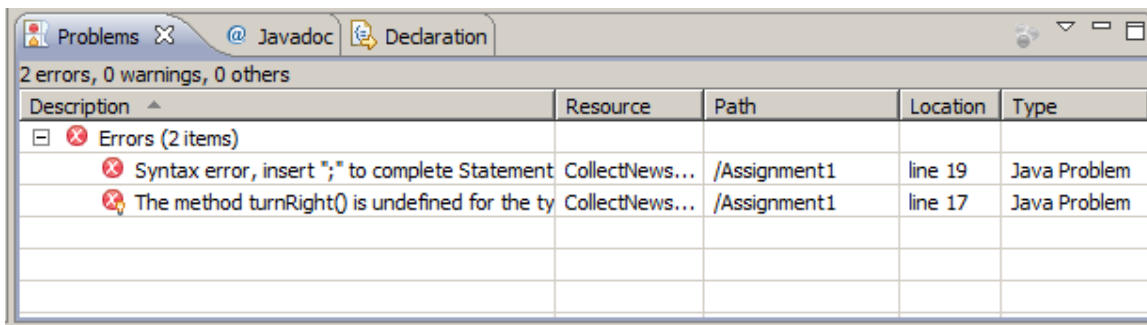 Problems @ Javadoc Declaration
2 errors, 0 warnings, 0 others
Description Resource Path Location Type
Errors (2 items)
Syntax error, insert ";" to complete Statement CollectNews... /Assignment1 line 19 Java Problem
The method turnRight() is undefined for the ty CollectNews... /Assignment1 line 17 Java Problem